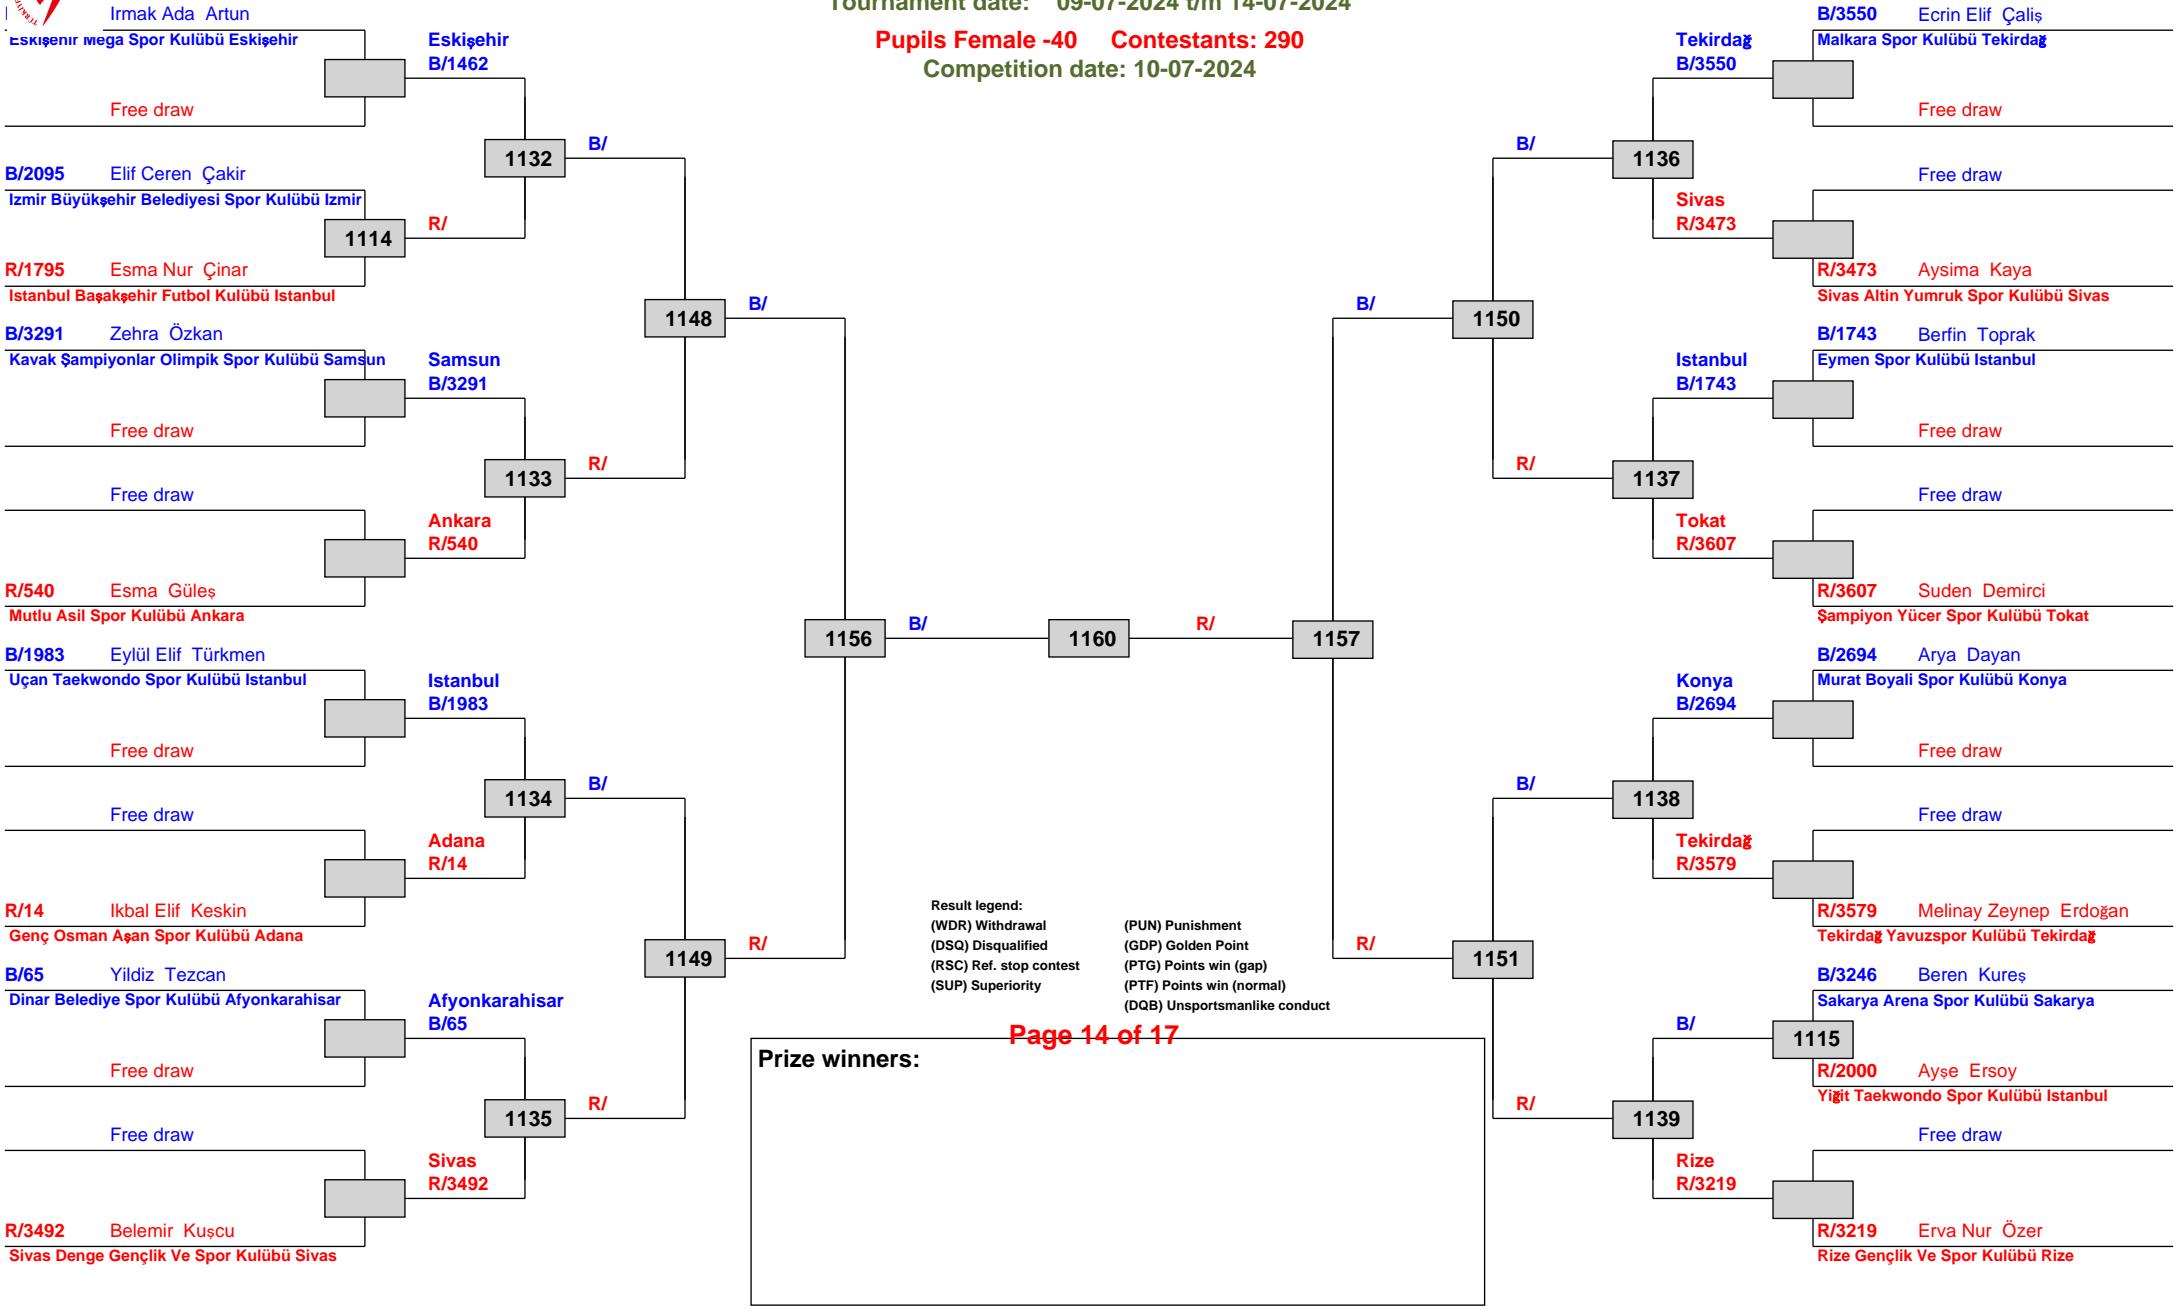 Tournament date: 09-07-2024 t/m 14-07-2024
Pupils Female -40 Contestants: 290
Competition date: 10-07-2024
Irmak Ada Artun
Eskişehir Mega Spor Kulübü Eskişehir
Eskişehir
B/1462
Free draw
1132
B/
B/2095 Elif Ceren Çakir
Izmir Büyükşehir Belediyesi Spor Kulübü Izmir
1114
R/
R/1795 Esma Nur Çinar
Istanbul Başakşehir Futbol Kulübü Istanbul
1148
B/
B/3291 Zehra Özkan
Kavak Şampiyonlar Olimpik Spor Kulübü Samsun
Samsun
B/3291
Free draw
1133
R/
Free draw
Ankara
R/540
R/540 Esma Güleş
Mutlu Asil Spor Kulübü Ankara
1156
B/
1160
R/
1157
B/1983 Eylül Elif Türkmen
Uçan Taekwondo Spor Kulübü Istanbul
Istanbul
B/1983
Free draw
1134
B/
Free draw
Adana
R/14
R/14 Ikbal Elif Keskin
Genç Osman Aşan Spor Kulübü Adana
1149
R/
B/65 Yildiz Tezcan
Dinar Belediye Spor Kulübü Afyonkarahisar
Afyonkarahisar
B/65
Free draw
1135
R/
Free draw
Sivas
R/3492
R/3492 Belemir Kuşcu
Sivas Denge Gençlik Ve Spor Kulübü Sivas
B/3550 Ecrin Elif Çaliş
Malkara Spor Kulübü Tekirdağ
Tekirdağ
B/3550
Free draw
B/
1136
Free draw
Sivas
R/3473
R/3473 Aysima Kaya
Sivas Altin Yumruk Spor Kulübü Sivas
B/
1150
B/1743 Berfin Toprak
Eymen Spor Kulübü Istanbul
Istanbul
B/1743
Free draw
R/
1137
Free draw
Tokat
R/3607
R/3607 Suden Demirci
Şampiyon Yücer Spor Kulübü Tokat
B/2694 Arya Dayan
Murat Boyali Spor Kulübü Konya
Konya
B/2694
Free draw
B/
1138
Free draw
Tekirdağ
R/3579
R/3579 Melinay Zeynep Erdoğan
Tekirdağ Yavuzspor Kulübü Tekirdağ
R/
1151
B/3246 Beren Kureş
Sakarya Arena Spor Kulübü Sakarya
B/
1115
R/2000 Ayşe Ersoy
Yiğit Taekwondo Spor Kulübü Istanbul
R/
1139
Free draw
Rize
R/3219
R/3219 Erva Nur Özer
Rize Gençlik Ve Spor Kulübü Rize
Result legend:
(WDR) Withdrawal (PUN) Punishment
(DSQ) Disqualified (GDP) Golden Point
(RSC) Ref. stop contest (PTG) Points win (gap)
(SUP) Superiority (PTF) Points win (normal)
(DQB) Unsportsmanlike conduct
Page 14 of 17
Prize winners: